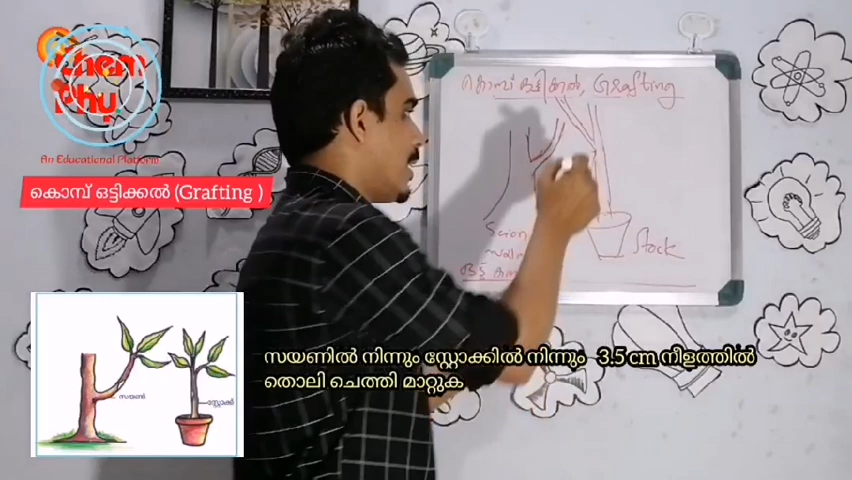 Chem
Phy
An Educational Platform
കൊമ്പ് ഒട്ടിക്കൽ (Grafting )
കൊമ്പ് ഒട്ടിക്കൽ, Grafting
Scion
Stock
സയൺ
സ്റ്റോക്ക്
സയണിൽ നിന്നും സ്റ്റോക്കിൽ നിന്നും 3.5 cm നീളത്തിൽ
തൊലി ചെത്തി മാറ്റുക